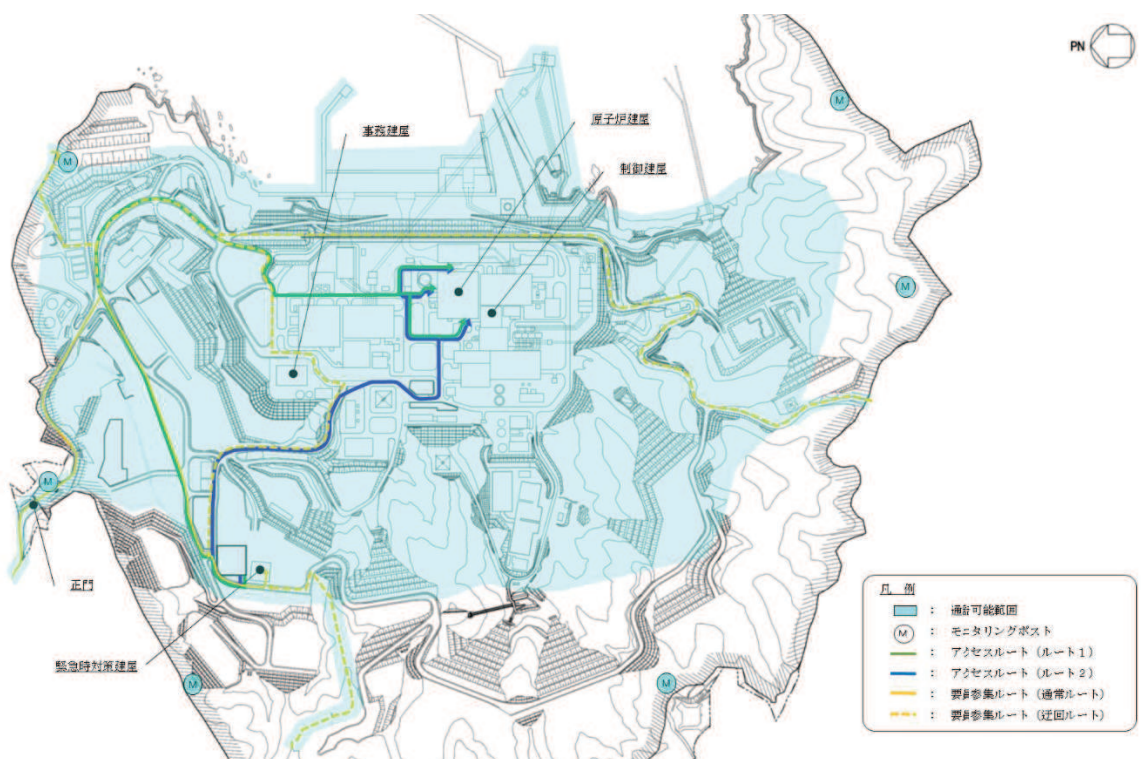 PN
事務建屋
原子炉建屋
制御建屋
M
M
M
M
正門
緊急時対策建屋
M
M
凡 例
： 通話可能範囲
M ： モニタリングポスト
： アクセスルート（ルート１）
： アクセスルート（ルート２）
： 要員参集ルート（通常ルート）
： 要員参集ルート（迂回ルート）